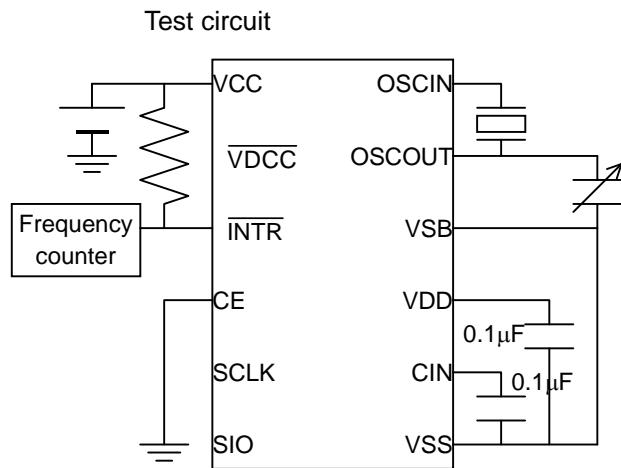 Test circuit
VCC
OSCIN
VDCC
OSCOUT
Frequency
counter
INTR
VSB
CE
VDD
0.1μF
SCLK
CIN
0.1μF
SIO
VSS